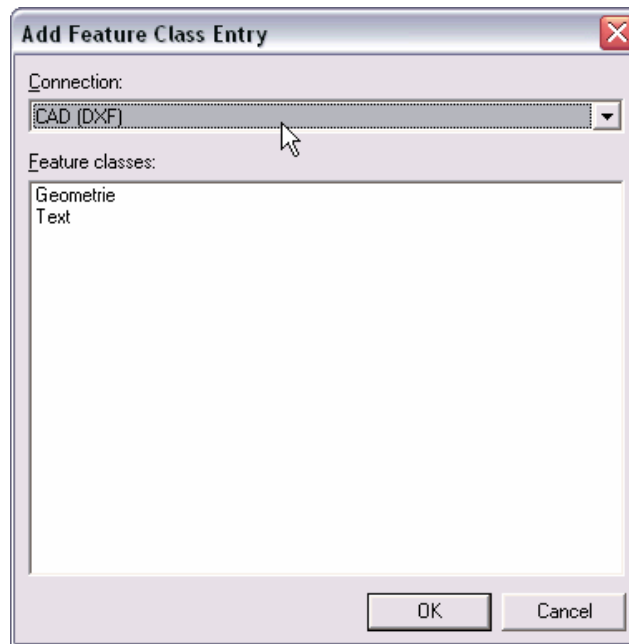 Add Feature Class Entry
Connection:
CAD (DXF)
Feature classes:
Geometrie
Text
OK Cancel